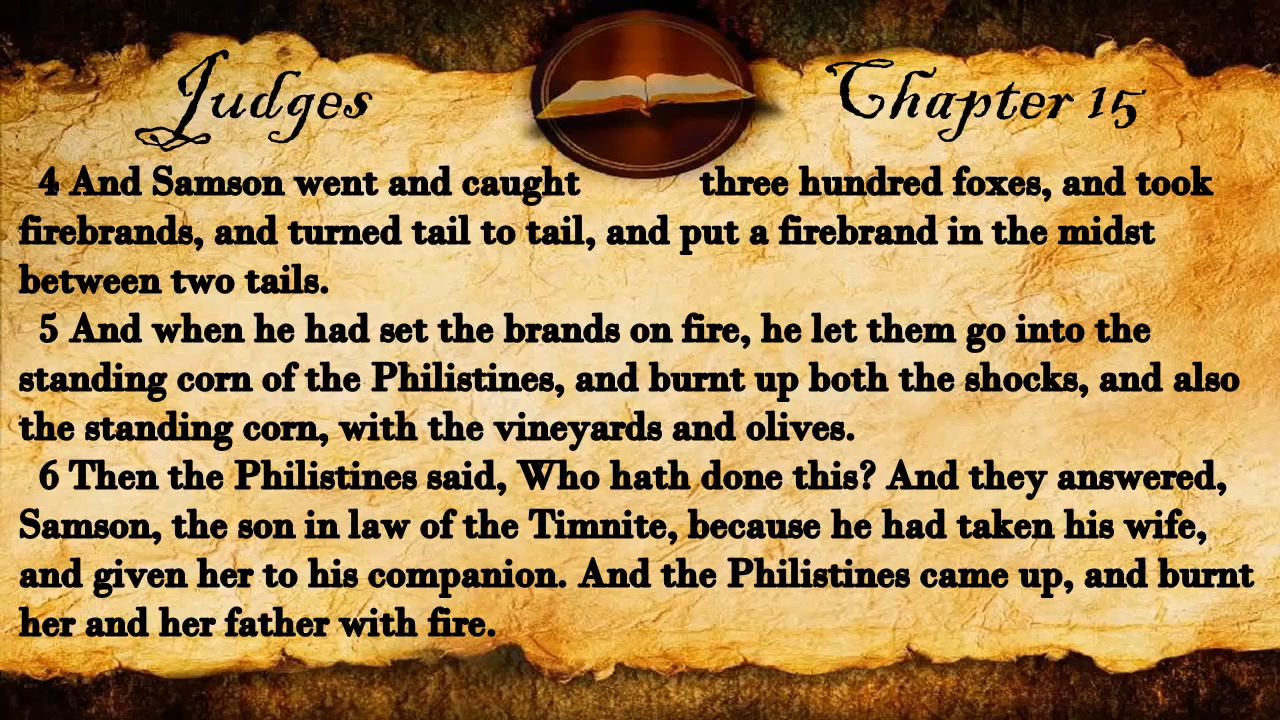 Judges Chapter 15
4 And Samson went and caught three hundred foxes, and took
firebrands, and turned tail to tail, and put a firebrand in the midst
between two tails.
5 And when he had set the brands on fire, he let them go into the
standing corn of the Philistines, and burnt up both the shocks, and also
the standing corn, with the vineyards and olives.
6 Then the Philistines said, Who hath done this? And they answered,
Samson, the son in law of the Timnite, because he had taken his wife,
and given her to his companion. And the Philistines came up, and burnt
her and her father with fire.